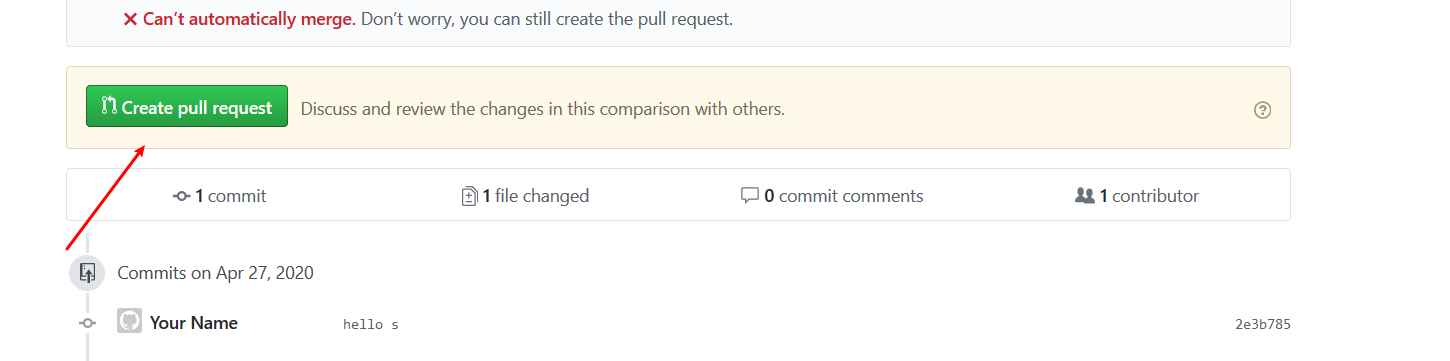 Can’t automatically merge. Don’t worry, you can still create the pull request.
Create pull request Discuss and review the changes in this comparison with others.
1 commit 1 file changed 0 commit comments 1 contributor
Commits on Apr 27, 2020
Your Name hello s 2e3b785